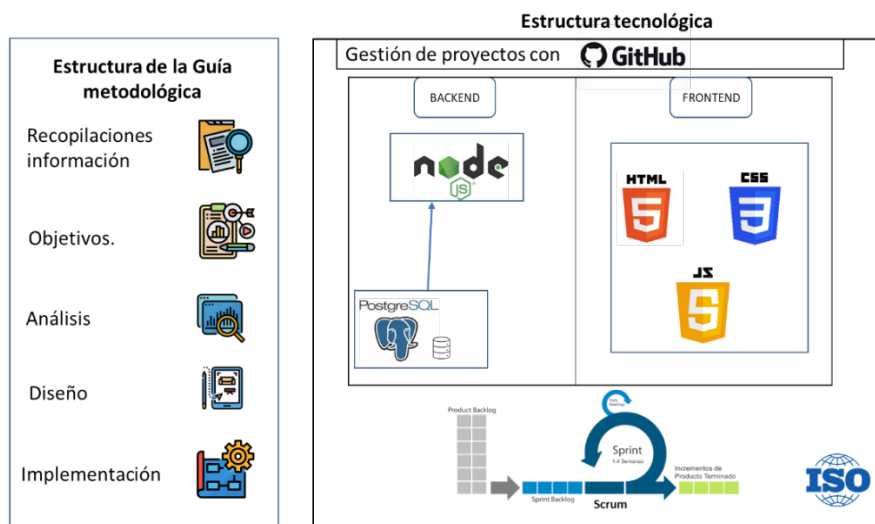 Estructura de la Guía
metodológica
Recopilaciones
información
Objetivos.
Análisis
Diseño
Implementación
Estructura tecnológica
Gestión de proyectos con GitHub
BACKEND
FRONTEND
node
JS
HTML
5
CSS
3
JS
5
PostgreSQL
Product Backlog
Sprint
1-4 Semanas
Sprint Backlog
Scrum
Incrementos de
Producto Terminado
ISO